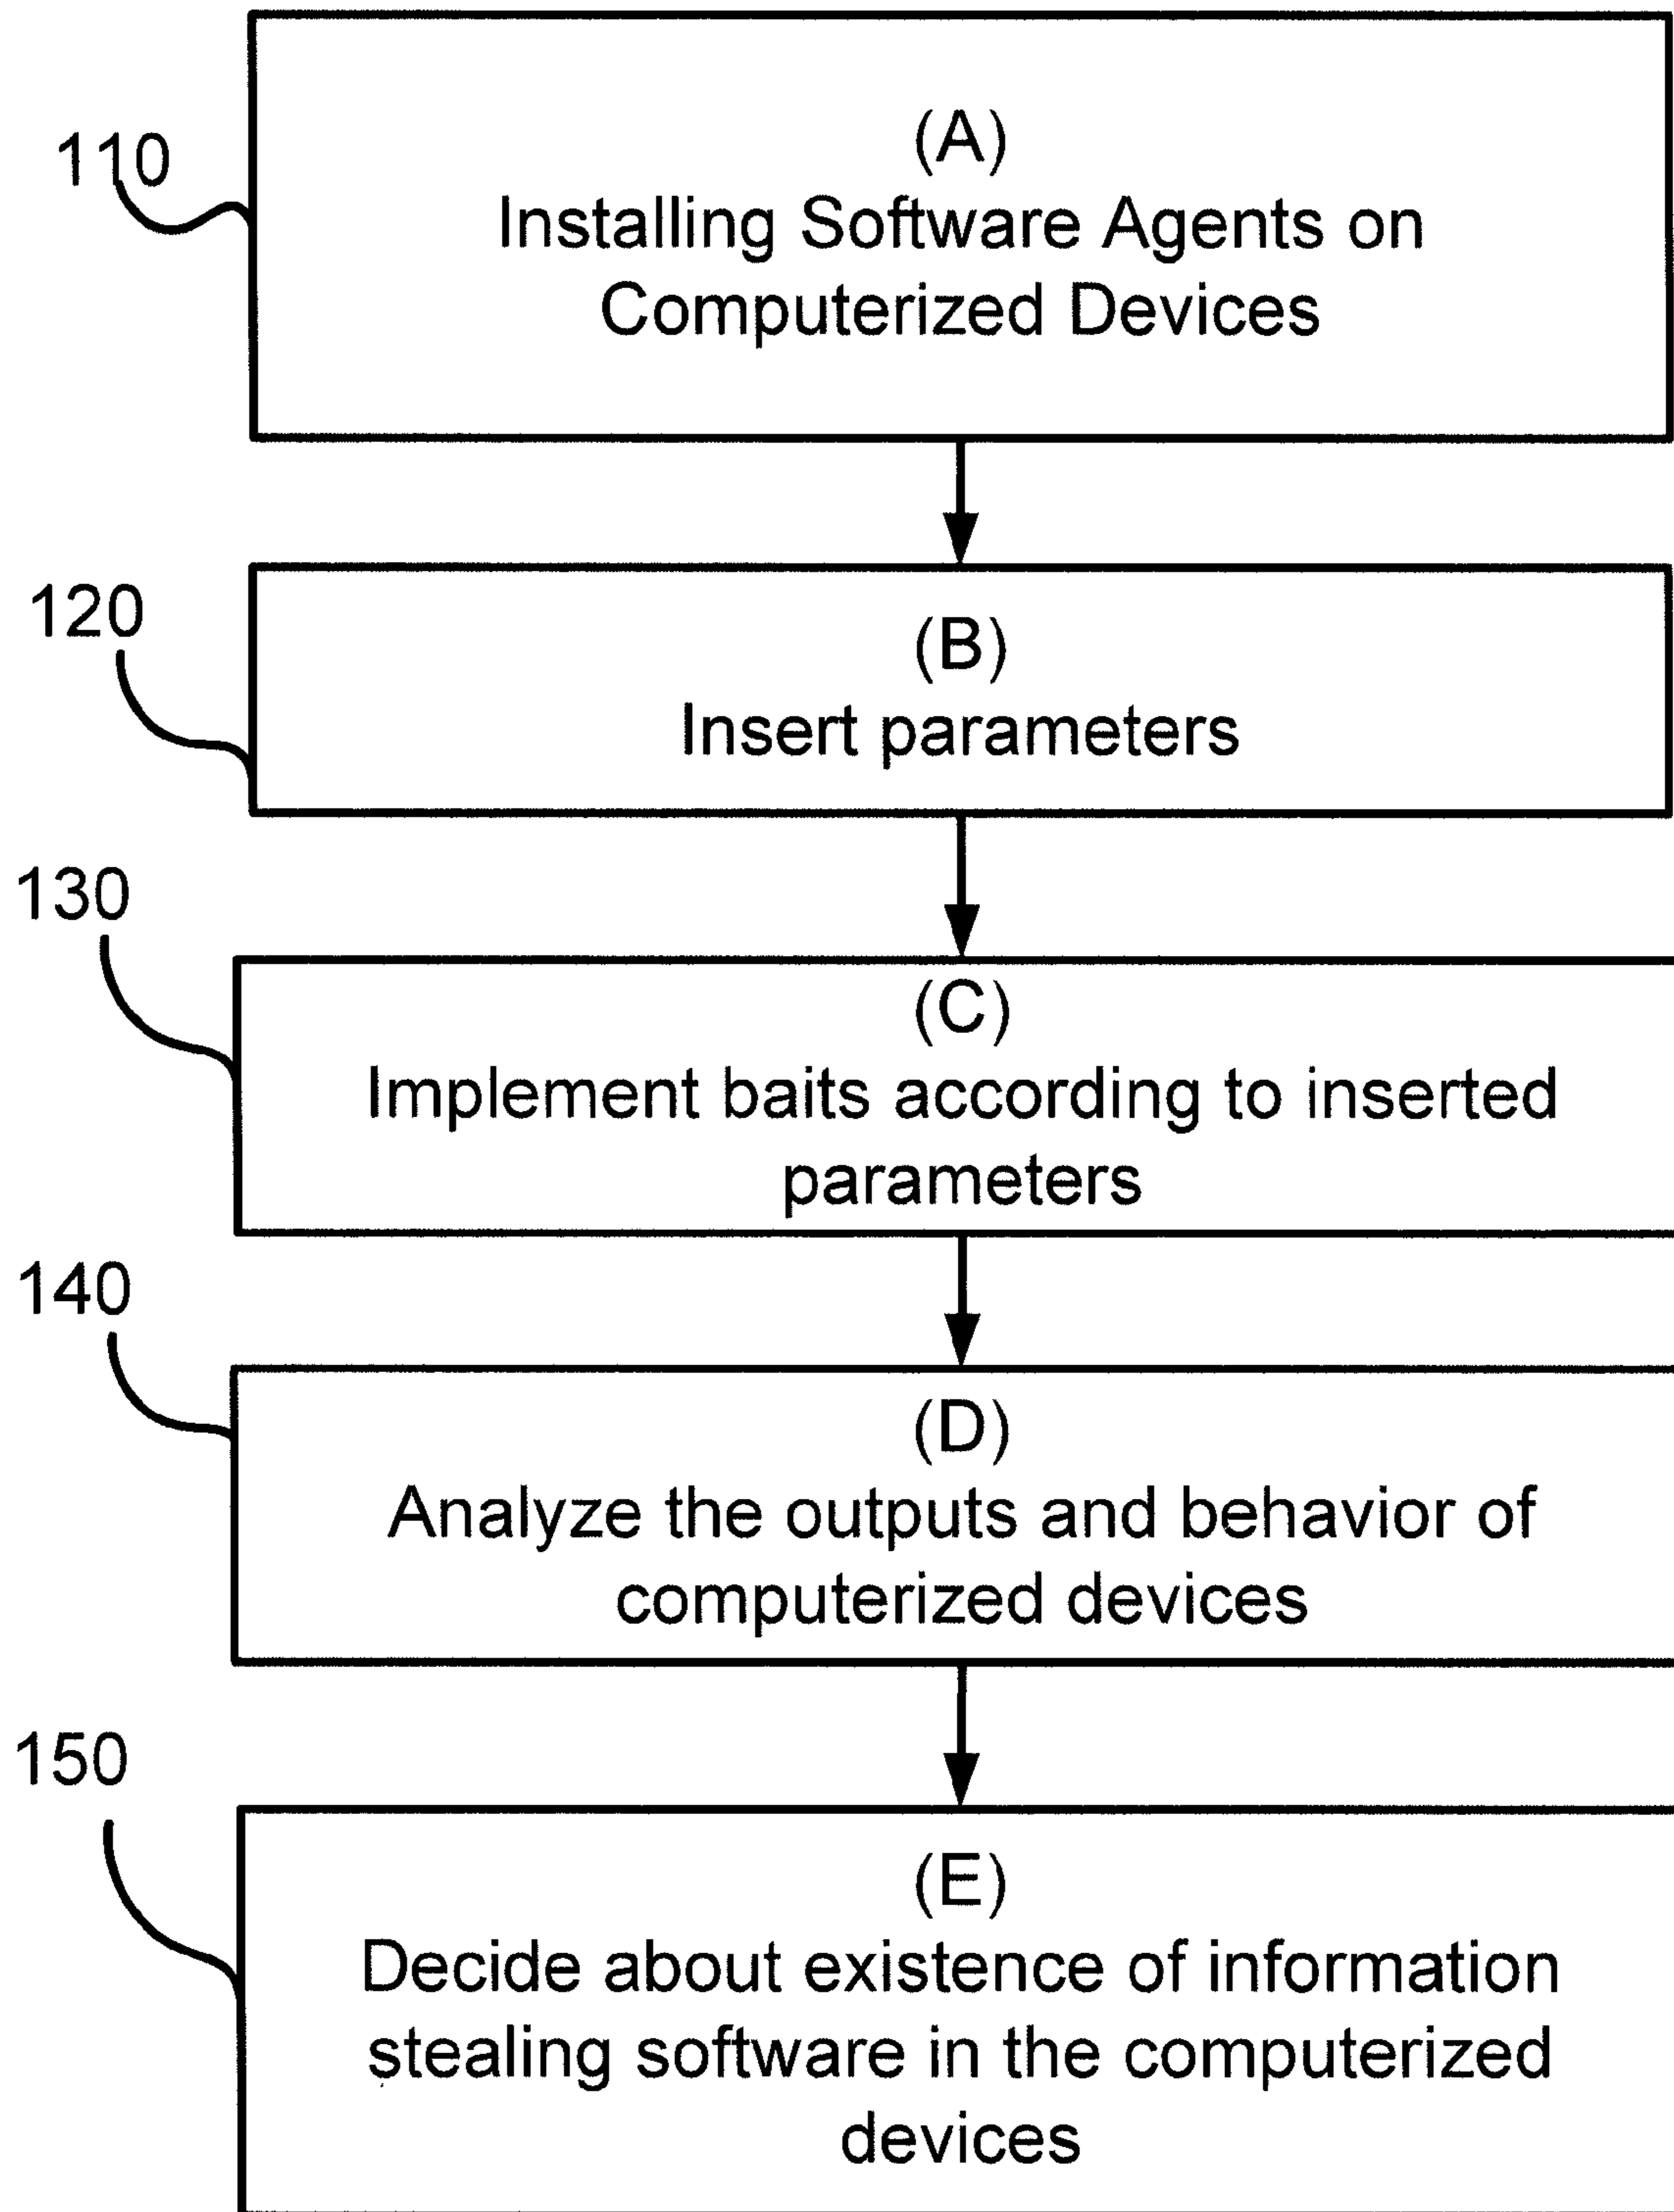 110
(A)
Installing Software Agents on
Computerized Devices
120
(B)
Insert parameters
130
(C)
Implement baits according to inserted
parameters
140
(D)
Analyze the outputs and behavior of
computerized devices
150
(E)
Decide about existence of information
stealing software in the computerized
devices